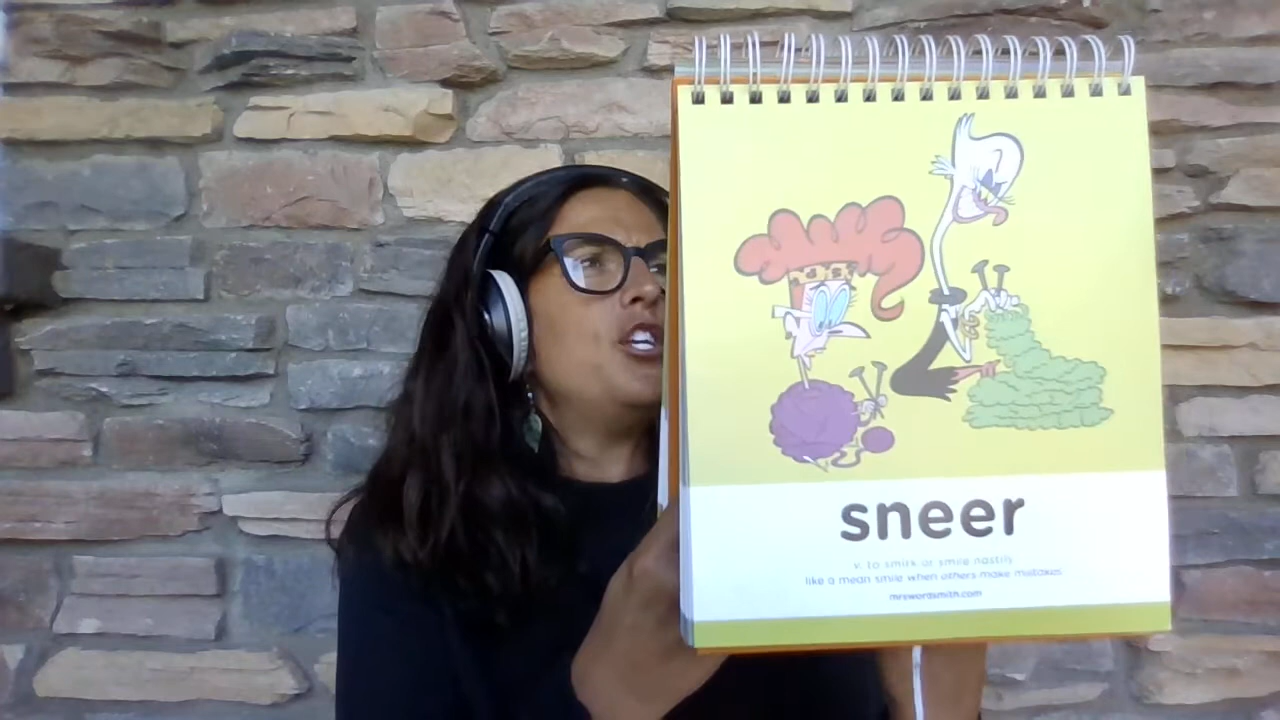 sneer
v. to smirk or smile nastily
like a mean smile when others make mistakes
mrswordsmith.com